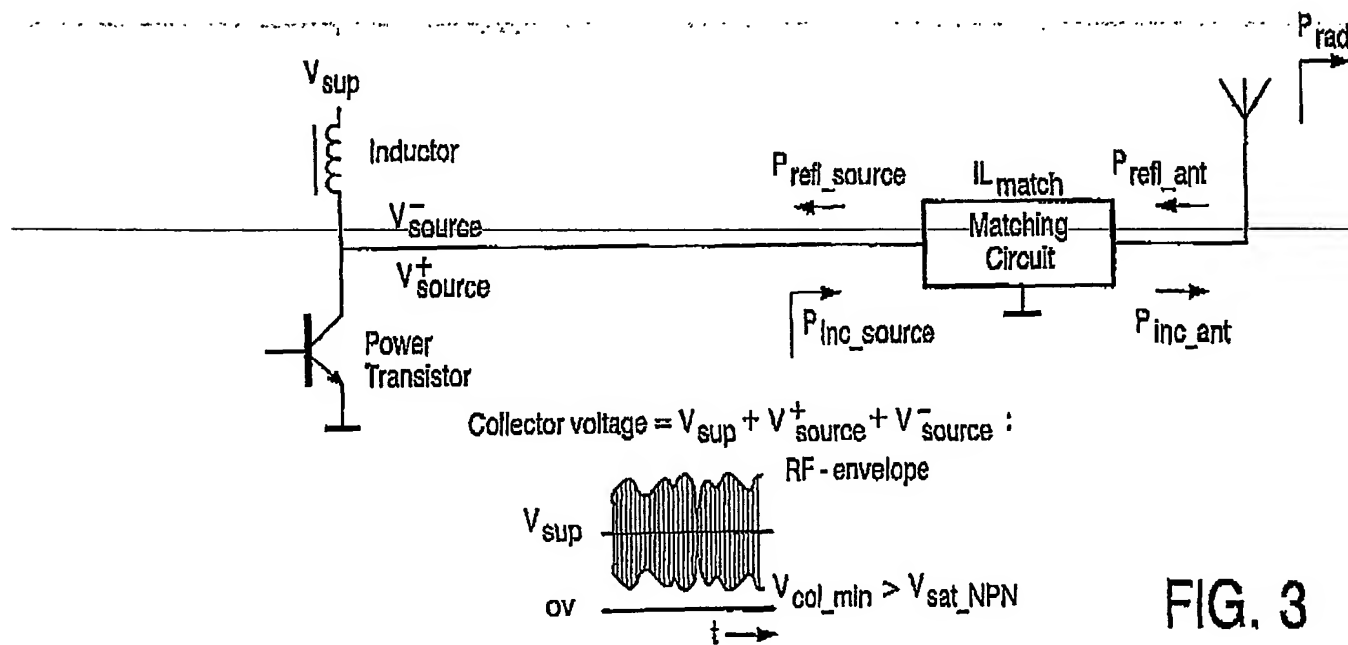 P_rad
V_sup
Inductor
P_refl_source
IL_match
P_refl_ant
V^-_source
Matching
Circuit
V^+_source
P_inc_source
P_inc_ant
Power
Transistor
Collector voltage = V_sup + V^+_source + V^-_source :
RF - envelope
V_sup
V_col_min > V_sat_NPN
ov
t
FIG. 3